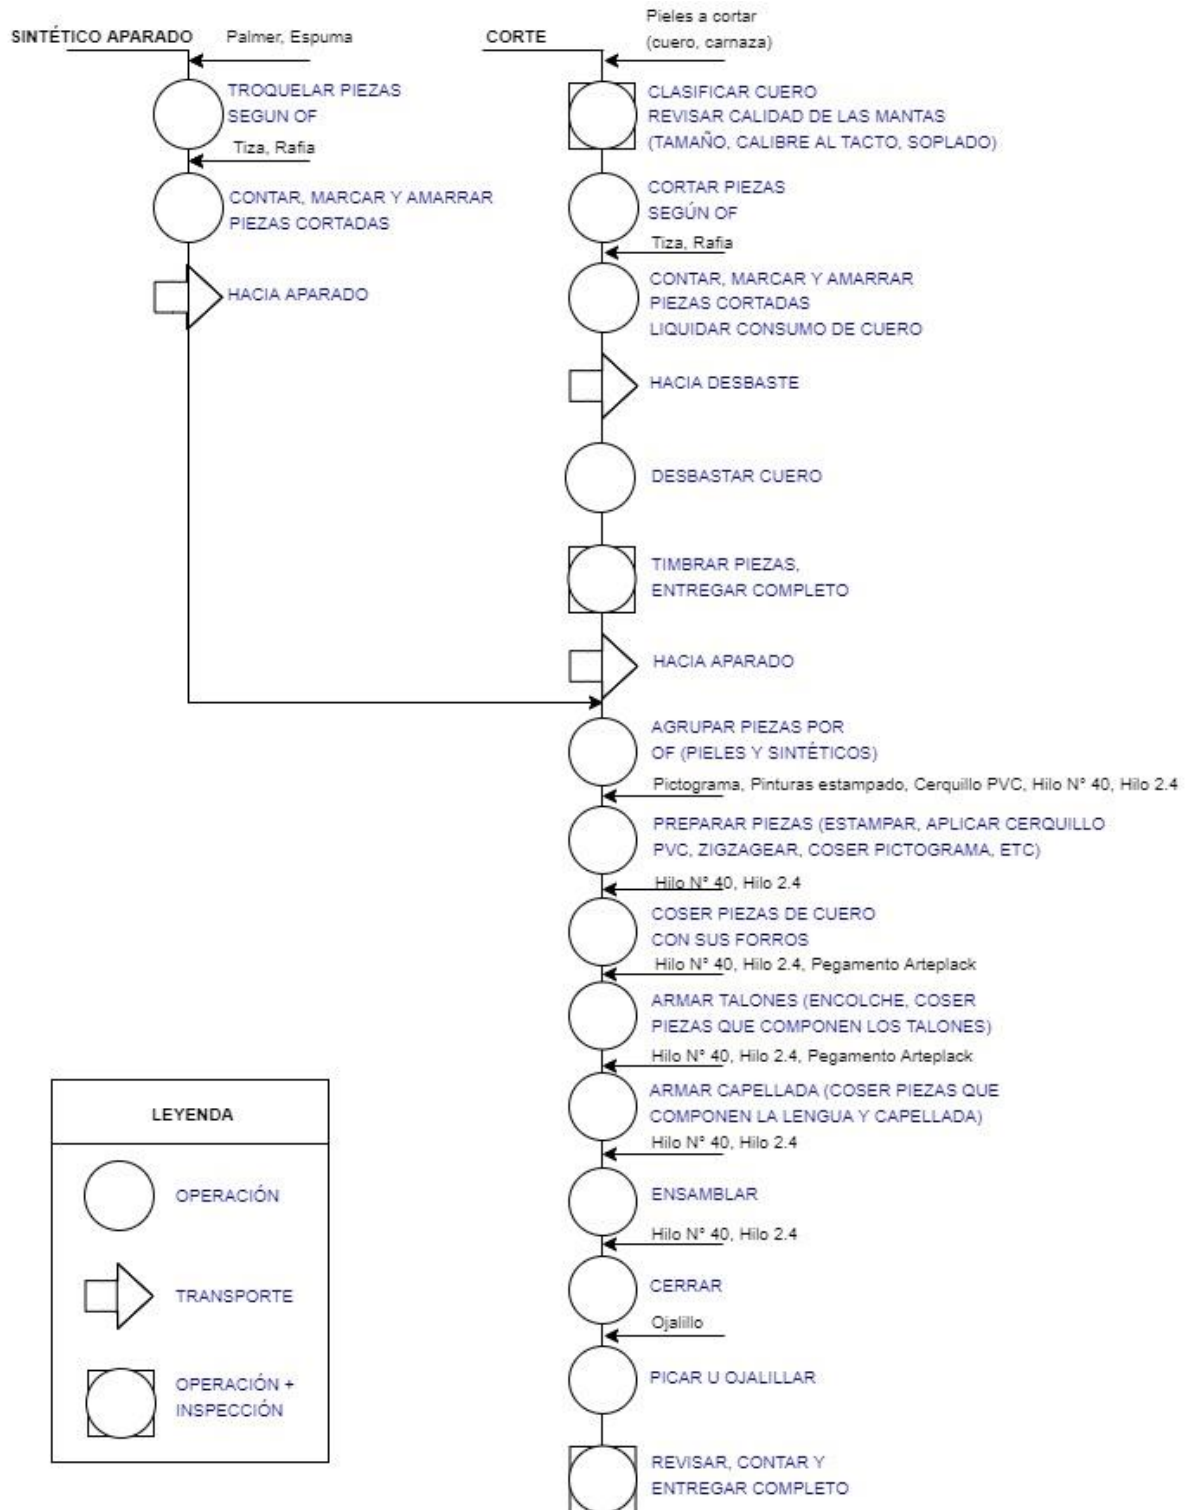 SINTÉTICO APARADO
Palmer, Espuma
TROQUELAR PIEZAS
SEGUN OF
Tiza, Rafia
CONTAR, MARCAR Y AMARRAR
PIEZAS CORTADAS
HACIA APARADO
CORTE
Pieles a cortar
(cuero, carnaza)
CLASIFICAR CUERO
REVISAR CALIDAD DE LAS MANTAS
(TAMAÑO, CALIBRE AL TACTO, SOPLADO)
CORTAR PIEZAS
SEGÚN OF
Tiza, Rafia
CONTAR, MARCAR Y AMARRAR
PIEZAS CORTADAS
LIQUIDAR CONSUMO DE CUERO
HACIA DESBASTE
DESBASTAR CUERO
TIMBRAR PIEZAS,
ENTREGAR COMPLETO
HACIA APARADO
AGRUPAR PIEZAS POR
OF (PIELES Y SINTÉTICOS)
Pictograma, Pinturas estampado, Cerquillo PVC, Hilo N° 40, Hilo 2.4
PREPARAR PIEZAS (ESTAMPAR, APLICAR CERQUILLO
PVC, ZIGZAGEAR, COSER PICTOGRAMA, ETC)
Hilo N° 40, Hilo 2.4
COSER PIEZAS DE CUERO
CON SUS FORROS
Hilo N° 40, Hilo 2.4, Pegamento Arteplack
ARMAR TALONES (ENCOLCHE, COSER
PIEZAS QUE COMPONEN LOS TALONES)
Hilo N° 40, Hilo 2.4, Pegamento Arteplack
ARMAR CAPELLADA (COSER PIEZAS QUE
COMPONEN LA LENGUA Y CAPELLADA)
Hilo N° 40, Hilo 2.4
ENSAMBLAR
Hilo N° 40, Hilo 2.4
CERRAR
Ojalillo
PICAR U OJALILLAR
REVISAR, CONTAR Y
ENTREGAR COMPLETO
LEYENDA
OPERACIÓN
TRANSPORTE
OPERACIÓN +
INSPECCIÓN